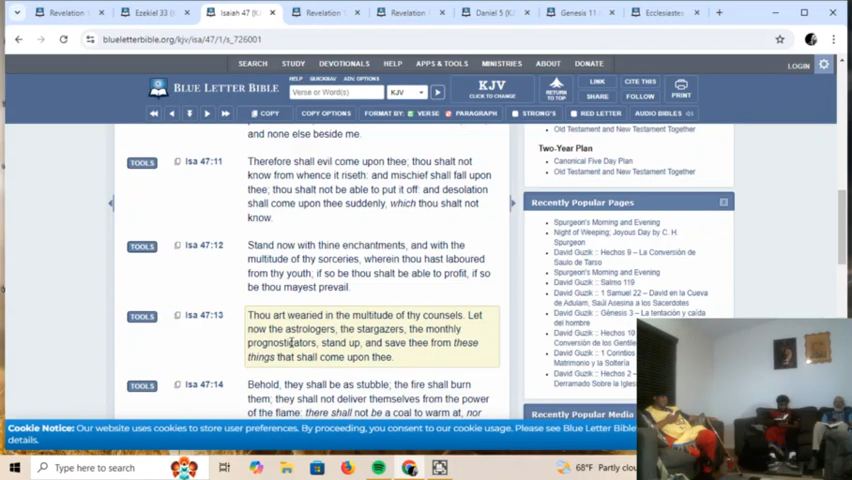 Revelation
Ezekiel 33 (
Isaiah 47 (K
Revelation
Revelation
Daniel 5 (K
Genesis 11
Ecclesiastes
blueletterbible.org/kjv/isa/47/1/s_726001
SEARCH STUDY DEVOTIONALS HELP APPS & TOOLS MINISTRIES ABOUT DONATE
LOGIN
BLUE LETTER BIBLE
HELP QUICKNAV ADV. OPTIONS
Verse or Word(s)
KJV
KJV
CLICK TO CHANGE
RETURN
TO TOP
LINK
SHARE
CITE THIS
FOLLOW
PRINT
COPY COPY OPTIONS FORMAT BY: VERSE PARAGRAPH STRONG'S RED LETTER AUDIO BIBLES
and none else beside me.
TOOLS Isa 47:11 Therefore shall evil come upon thee; thou shalt not
know from whence it riseth: and mischief shall fall upon
thee; thou shalt not be able to put it off: and desolation
shall come upon thee suddenly, which thou shalt not
know.
TOOLS Isa 47:12 Stand now with thine enchantments, and with the
multitude of thy sorceries, wherein thou hast laboured
from thy youth; if so be thou shalt be able to profit, if so
be thou mayest prevail.
TOOLS Isa 47:13 Thou art wearied in the multitude of thy counsels. Let
now the astrologers, the stargazers, the monthly
prognosticators, stand up, and save thee from these
things that shall come upon thee.
TOOLS Isa 47:14 Behold, they shall be as stubble; the fire shall burn
them; they shall not deliver themselves from the power
of the flame: there shall not be a coal to warm at, nor
Old Testament and New Testament Together
Two-Year Plan
Canonical Five Day Plan
Old Testament and New Testament Together
Recently Popular Pages
Spurgeon's Morning and Evening
Night of Weeping; Joyous Day by C. H.
Spurgeon
David Guzik :: Hechos 9 – La Conversión de
Saulo de Tarso
Spurgeon's Morning and Evening
David Guzik :: Salmo 119
David Guzik :: 1 Samuel 22 – David en la Cueva
de Adulam, Saúl Asesina a los Sacerdotes
David Guzik :: Génesis 3 – La tentación y caída
del hombre
David Guzik :: Hechos 10
Conversión de los Gentile
David Guzik :: 1 Corintios
Matrimonio
David Guzik :: Hechos 2 –
Derramado Sobre la Igles
Recently Popular Media
Cookie Notice: Our website uses cookies to store user preferences. By proceeding, you consent to our cookie usage. Please see Blue Letter Bible
details.
Type here to search
68°F Partly clou